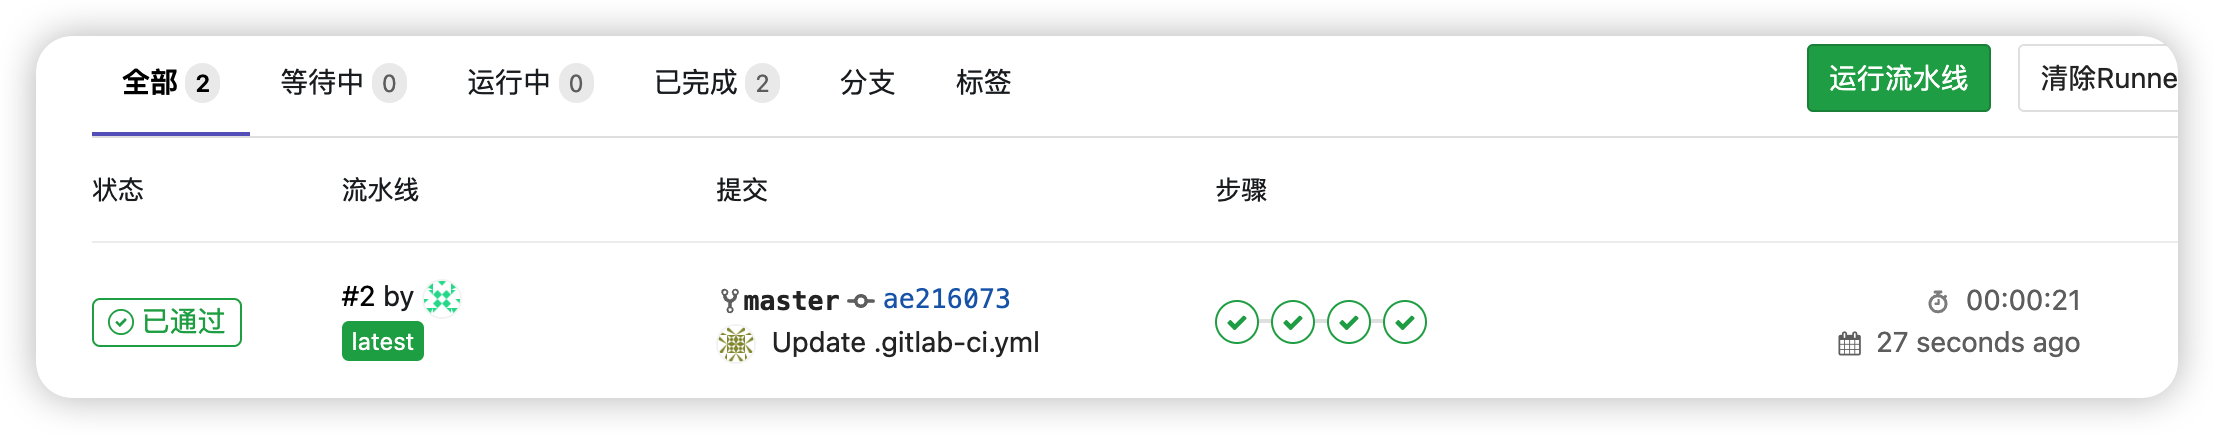 全部 2 等待中 0 运行中 0 已完成 2 分支 标签 运行流水线 清除Runne
状态 流水线 提交 步骤
已通过 #2 by master ae216073 00:00:21
latest Update .gitlab-ci.yml 27 seconds ago